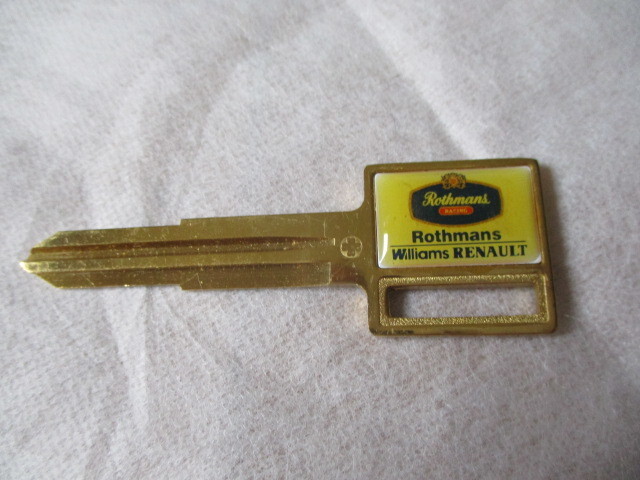 Rothmans
RACING
Rothmans
Williams RENAULT